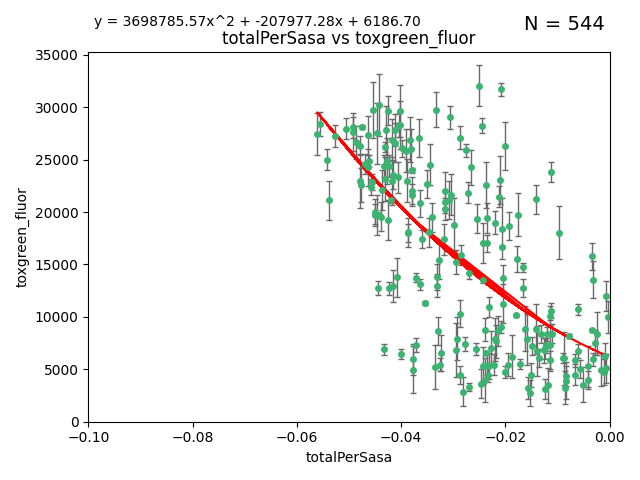 y = 3698785.57x^2 + -207977.28x + 6186.70
N = 544
totalPerSasa vs toxgreen_fluor
35000
30000
25000
20000
15000
10000
5000
0
toxgreen_fluor
−0.10
−0.08
−0.06
−0.04
−0.02
0.00
totalPerSasa